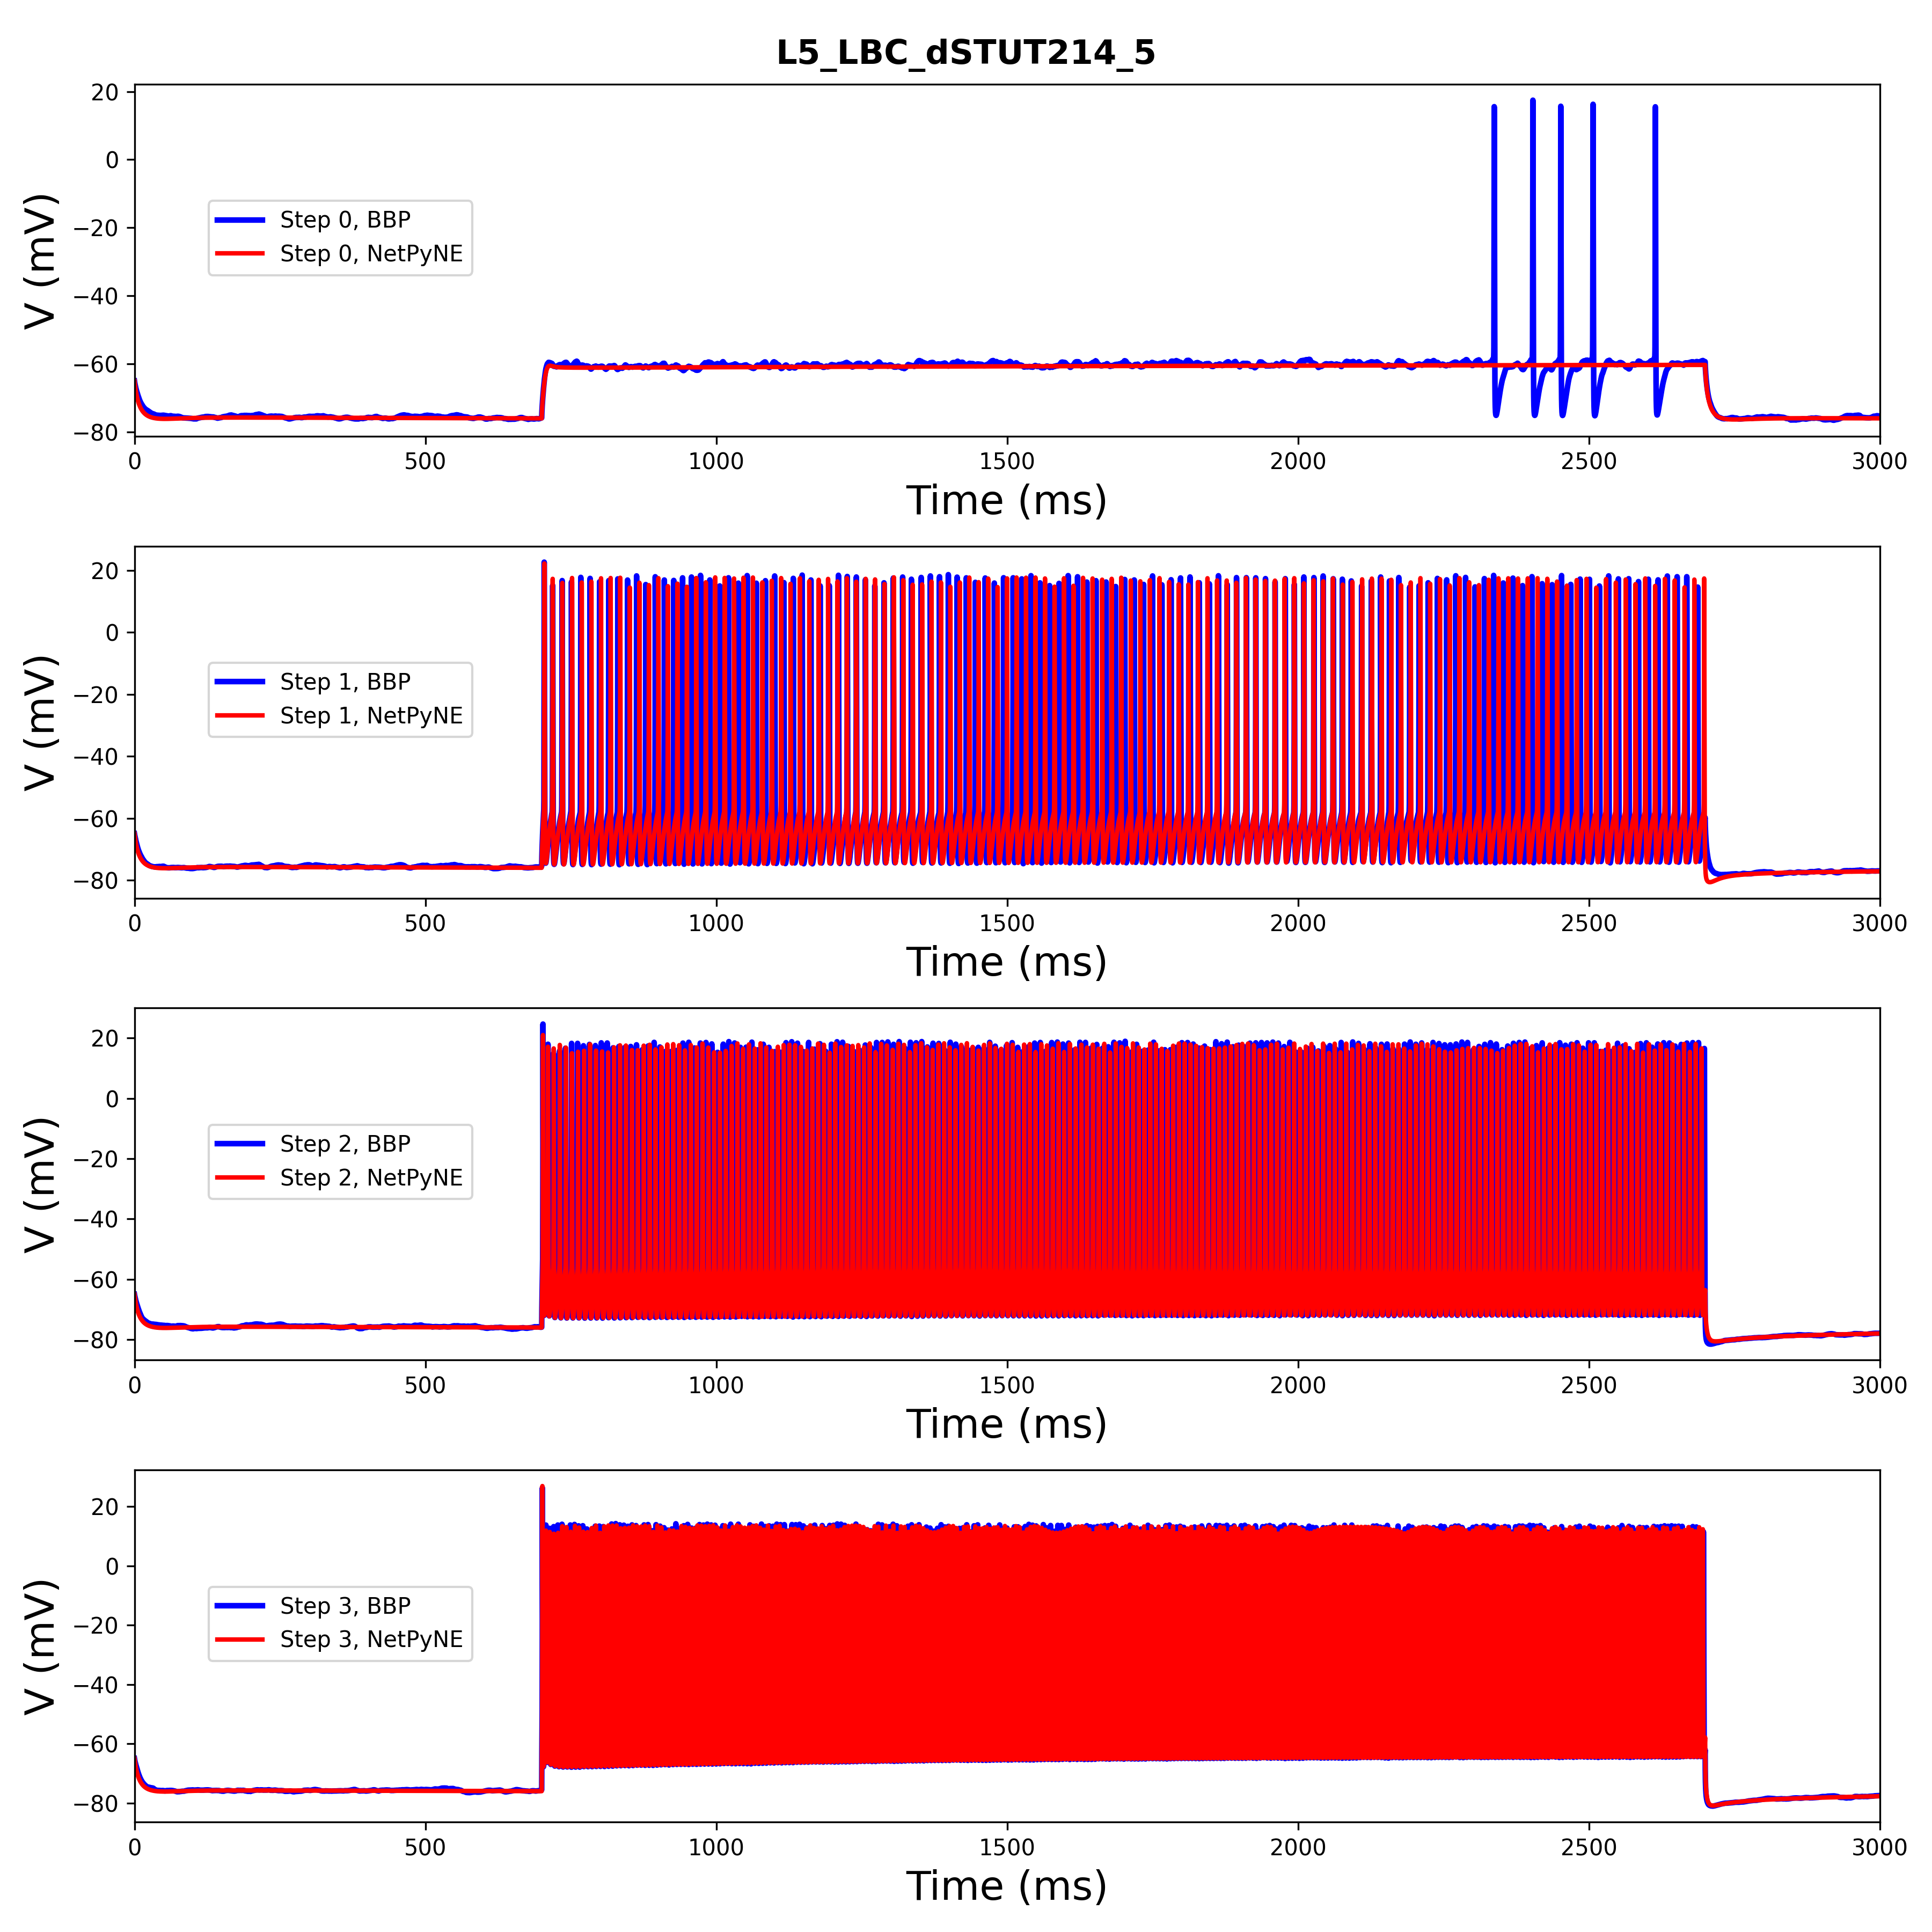 L5_LBC_dSTUT214_5
20
0
−20
−40
−60
−80
V (mV)
Step 0, BBP
Step 0, NetPyNE
0 500 1000 1500 2000 2500 3000
Time (ms)
20
0
−20
−40
−60
−80
V (mV)
Step 1, BBP
Step 1, NetPyNE
0 500 1000 1500 2000 2500 3000
Time (ms)
20
0
−20
−40
−60
−80
V (mV)
Step 2, BBP
Step 2, NetPyNE
0 500 1000 1500 2000 2500 3000
Time (ms)
20
0
−20
−40
−60
−80
V (mV)
Step 3, BBP
Step 3, NetPyNE
0 500 1000 1500 2000 2500 3000
Time (ms)